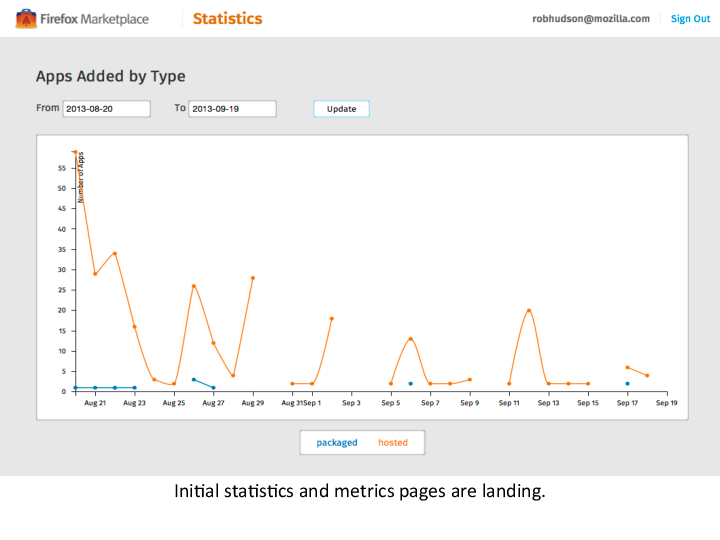 Firefox Marketplace
Statistics
robhudson@mozilla.com
Sign Out
Apps Added by Type
From 2013-08-20 To 2013-09-19 Update
Number of Apps
55
50
45
40
35
30
25
20
15
10
5
0
Aug 21 Aug 23 Aug 25 Aug 27 Aug 29 Aug 31 Sep 1 Sep 3 Sep 5 Sep 7 Sep 9 Sep 11 Sep 13 Sep 15 Sep 17 Sep 19
packaged hosted
Initial statistics and metrics pages are landing.